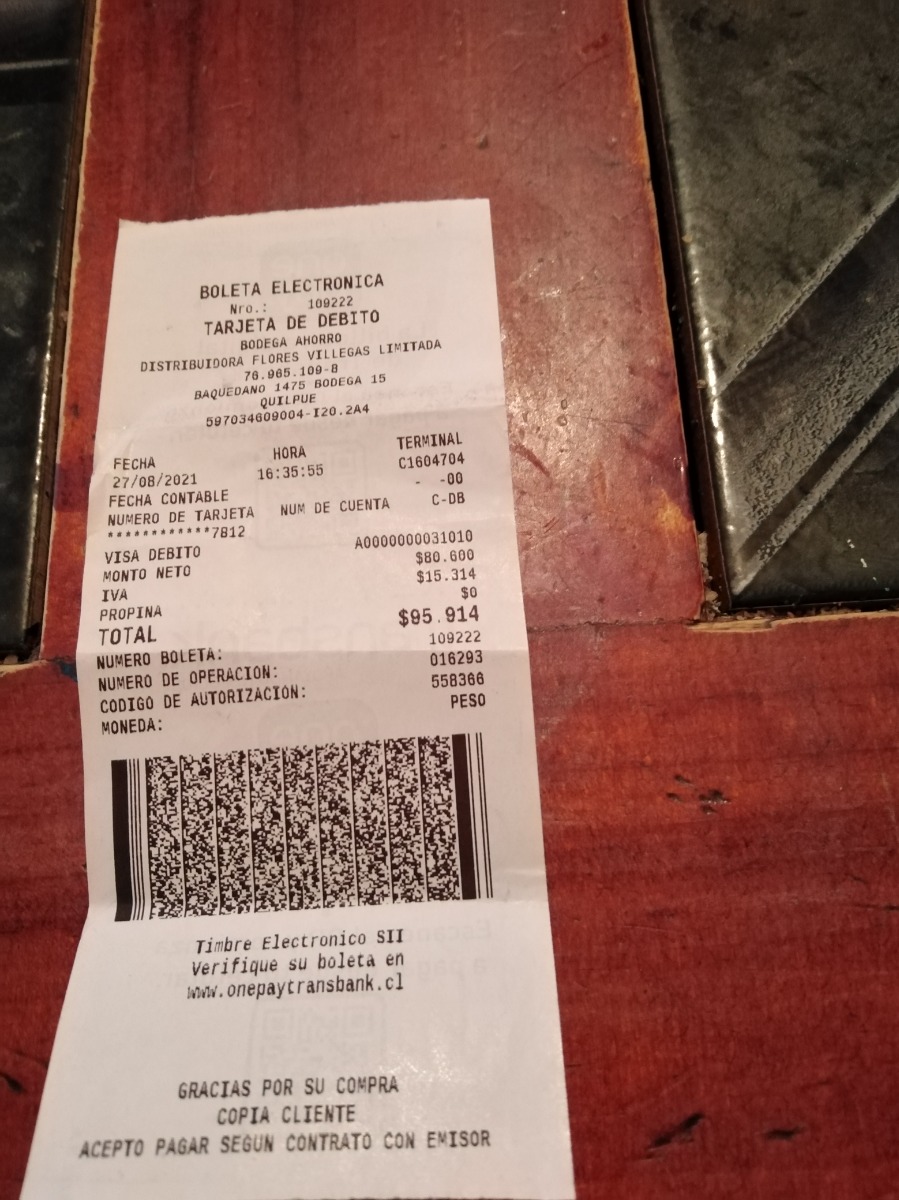 BOLETA ELECTRONICA
Nro.: 109222
TARJETA DE DEBITO
BODEGA AHORRO
DISTRIBUIDORA FLORES VILLEGAS LIMITADA
76.965.109-8
BAQUEDANO 1475 BODEGA 15
QUILPUE
597034609004-I20.2A4
FECHA HORA TERMINAL
27/08/2021 16:35:55 C1604704
FECHA CONTABLE - -00
NUMERO DE TARJETA NUM DE CUENTA C-DB
************7812
VISA DEBITO A0000000031010
MONTO NETO $80.600
IVA $15.314
PROPINA $0
TOTAL $95.914
NUMERO BOLETA: 109222
NUMERO DE OPERACION: 016293
CODIGO DE AUTORIZACION: 558366
MONEDA: PESO
Timbre Electronico SII
Verifique su boleta en
www.onepaytransbank.cl
GRACIAS POR SU COMPRA
COPIA CLIENTE
ACEPTO PAGAR SEGUN CONTRATO CON EMISOR